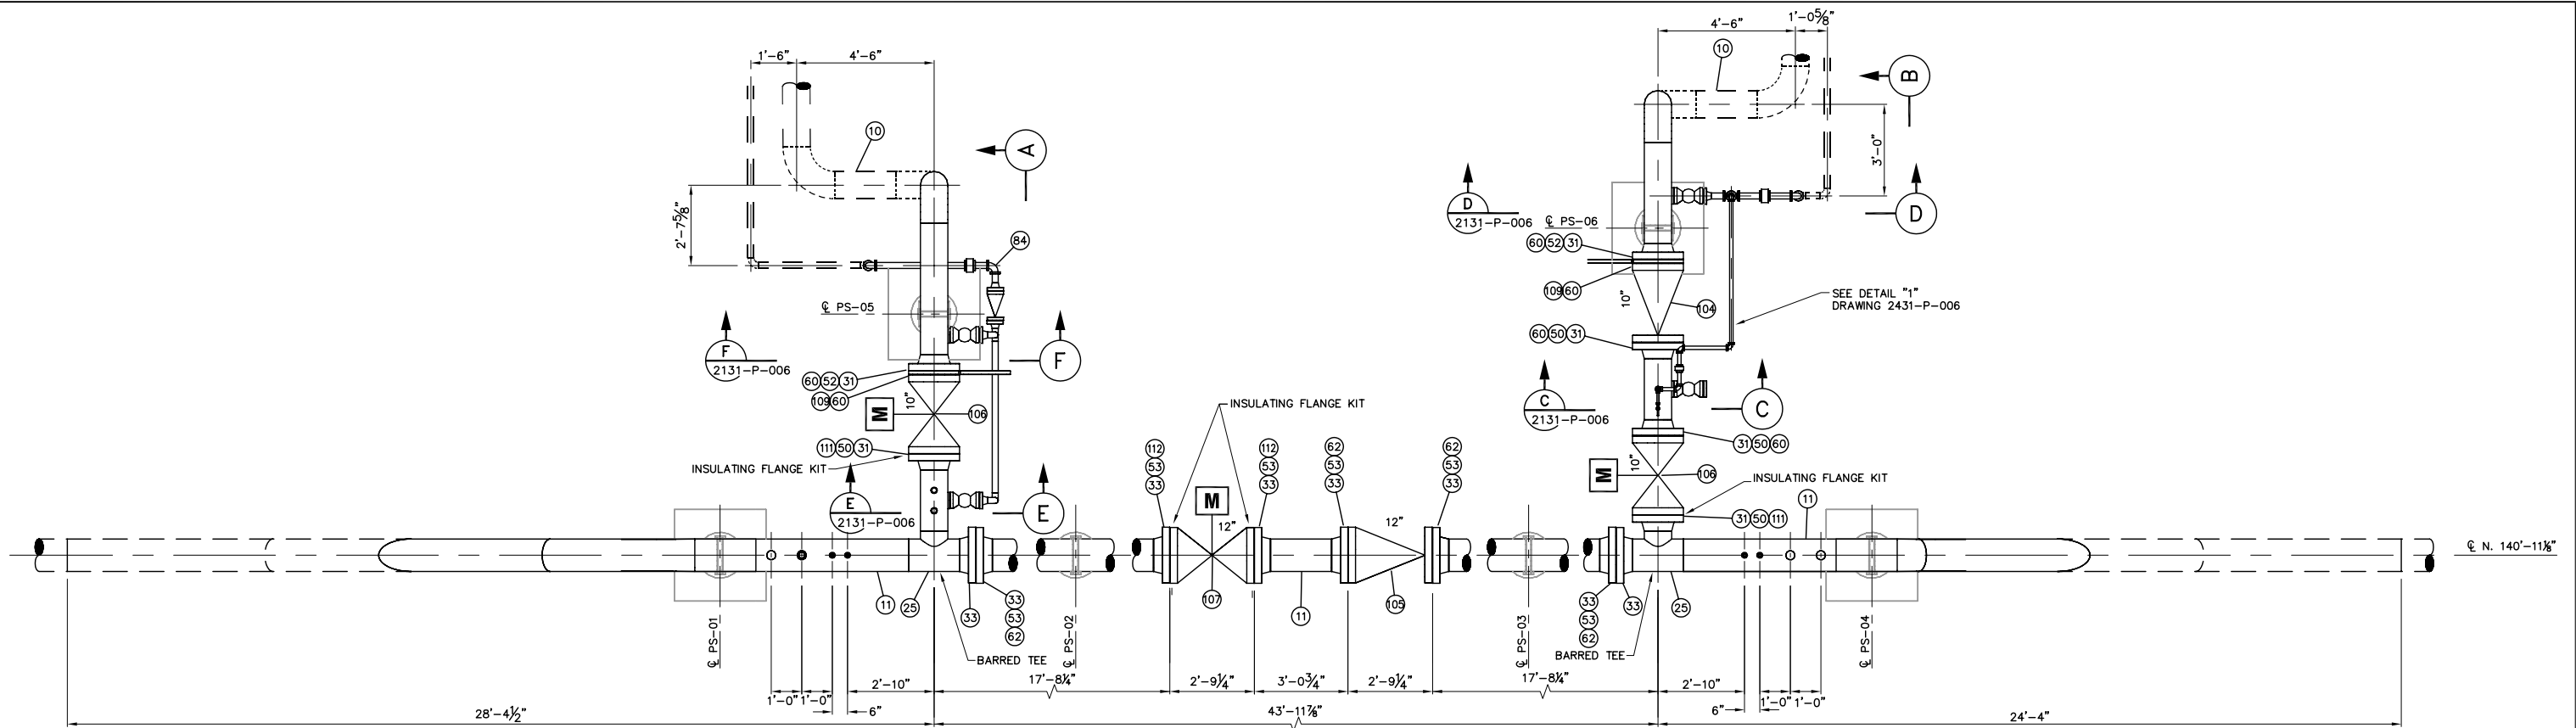 1'-6"
4'-6"
4'-6"
1'-0⅝"
10
10
A
B
3'-0"
2'-7⅝"
84
D
2131-P-006
D
℄ PS-06
60 52 31
109 60
10"
104
SEE DETAIL "1"
DRAWING 2431-P-006
℄ PS-05
F
2131-P-006
F
60 50 31
60 52 31
109 60
10"
M
106
C
2131-P-006
C
INSULATING FLANGE KIT
111 50 31
INSULATING FLANGE KIT
31 50 60
10"
M
106
INSULATING FLANGE KIT
112
53
33
112
53
33
62
53
33
62
53
33
E
2131-P-006
E
M
12"
12"
11
31 50 111
℄ N. 140'-11⅛"
11
25
33
33
53
62
107
11
105
33
53
62
33
25
℄ PS-01
℄ PS-02
℄ PS-03
℄ PS-04
BARRED TEE
BARRED TEE
1'-0"
1'-0"
6"
2'-10"
17'-8¼"
2'-9¼"
3'-0¾"
2'-9¼"
17'-8¼"
2'-10"
6"
1'-0"
1'-0"
28'-4½"
43'-11⅞"
24'-4"